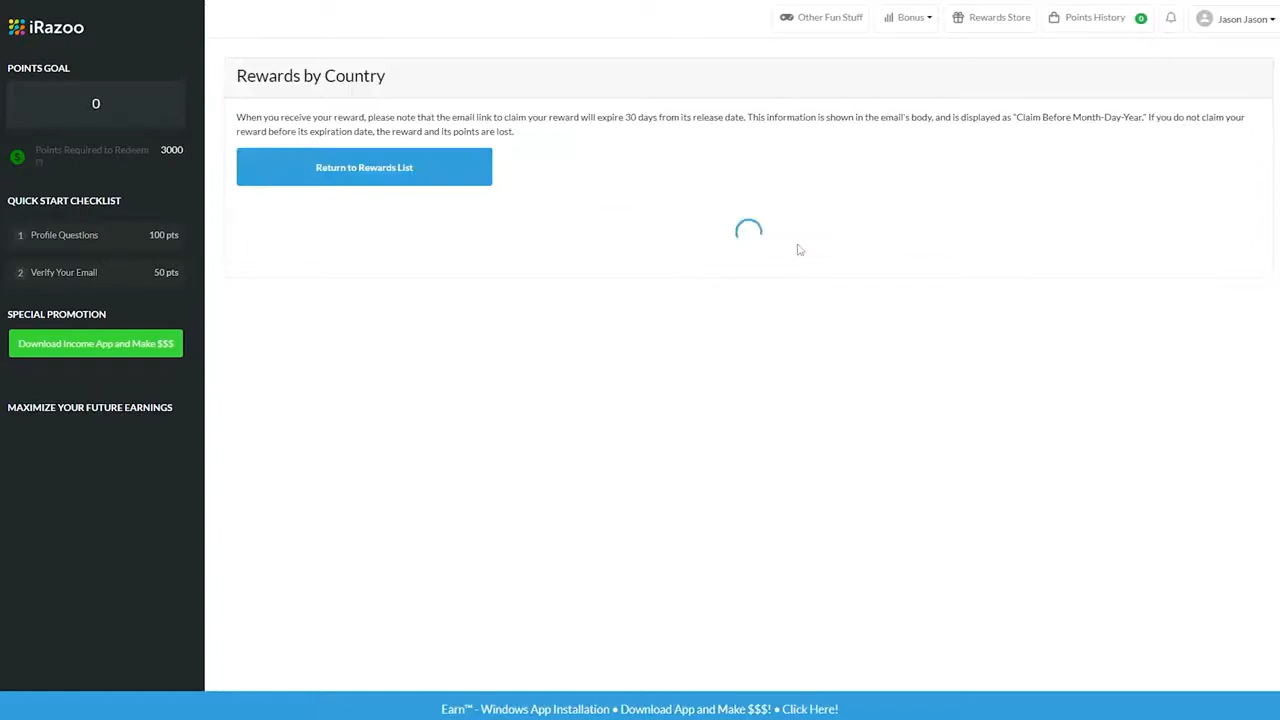 iRazoo
Other Fun Stuff
Bonus
Rewards Store
Points History
0
Jason Jason
POINTS GOAL
0
Points Required to Redeem
3000
QUICK START CHECKLIST
1 Profile Questions 100 pts
2 Verify Your Email 50 pts
SPECIAL PROMOTION
Download Income App and Make $$$
MAXIMIZE YOUR FUTURE EARNINGS
Rewards by Country
When you receive your reward, please note that the email link to claim your reward will expire 30 days from its release date. This information is shown in the email's body, and is displayed as "Claim Before Month-Day-Year." If you do not claim your
reward before its expiration date, the reward and its points are lost.
Return to Rewards List
Earn™ - Windows App Installation • Download App and Make $$$! • Click Here!